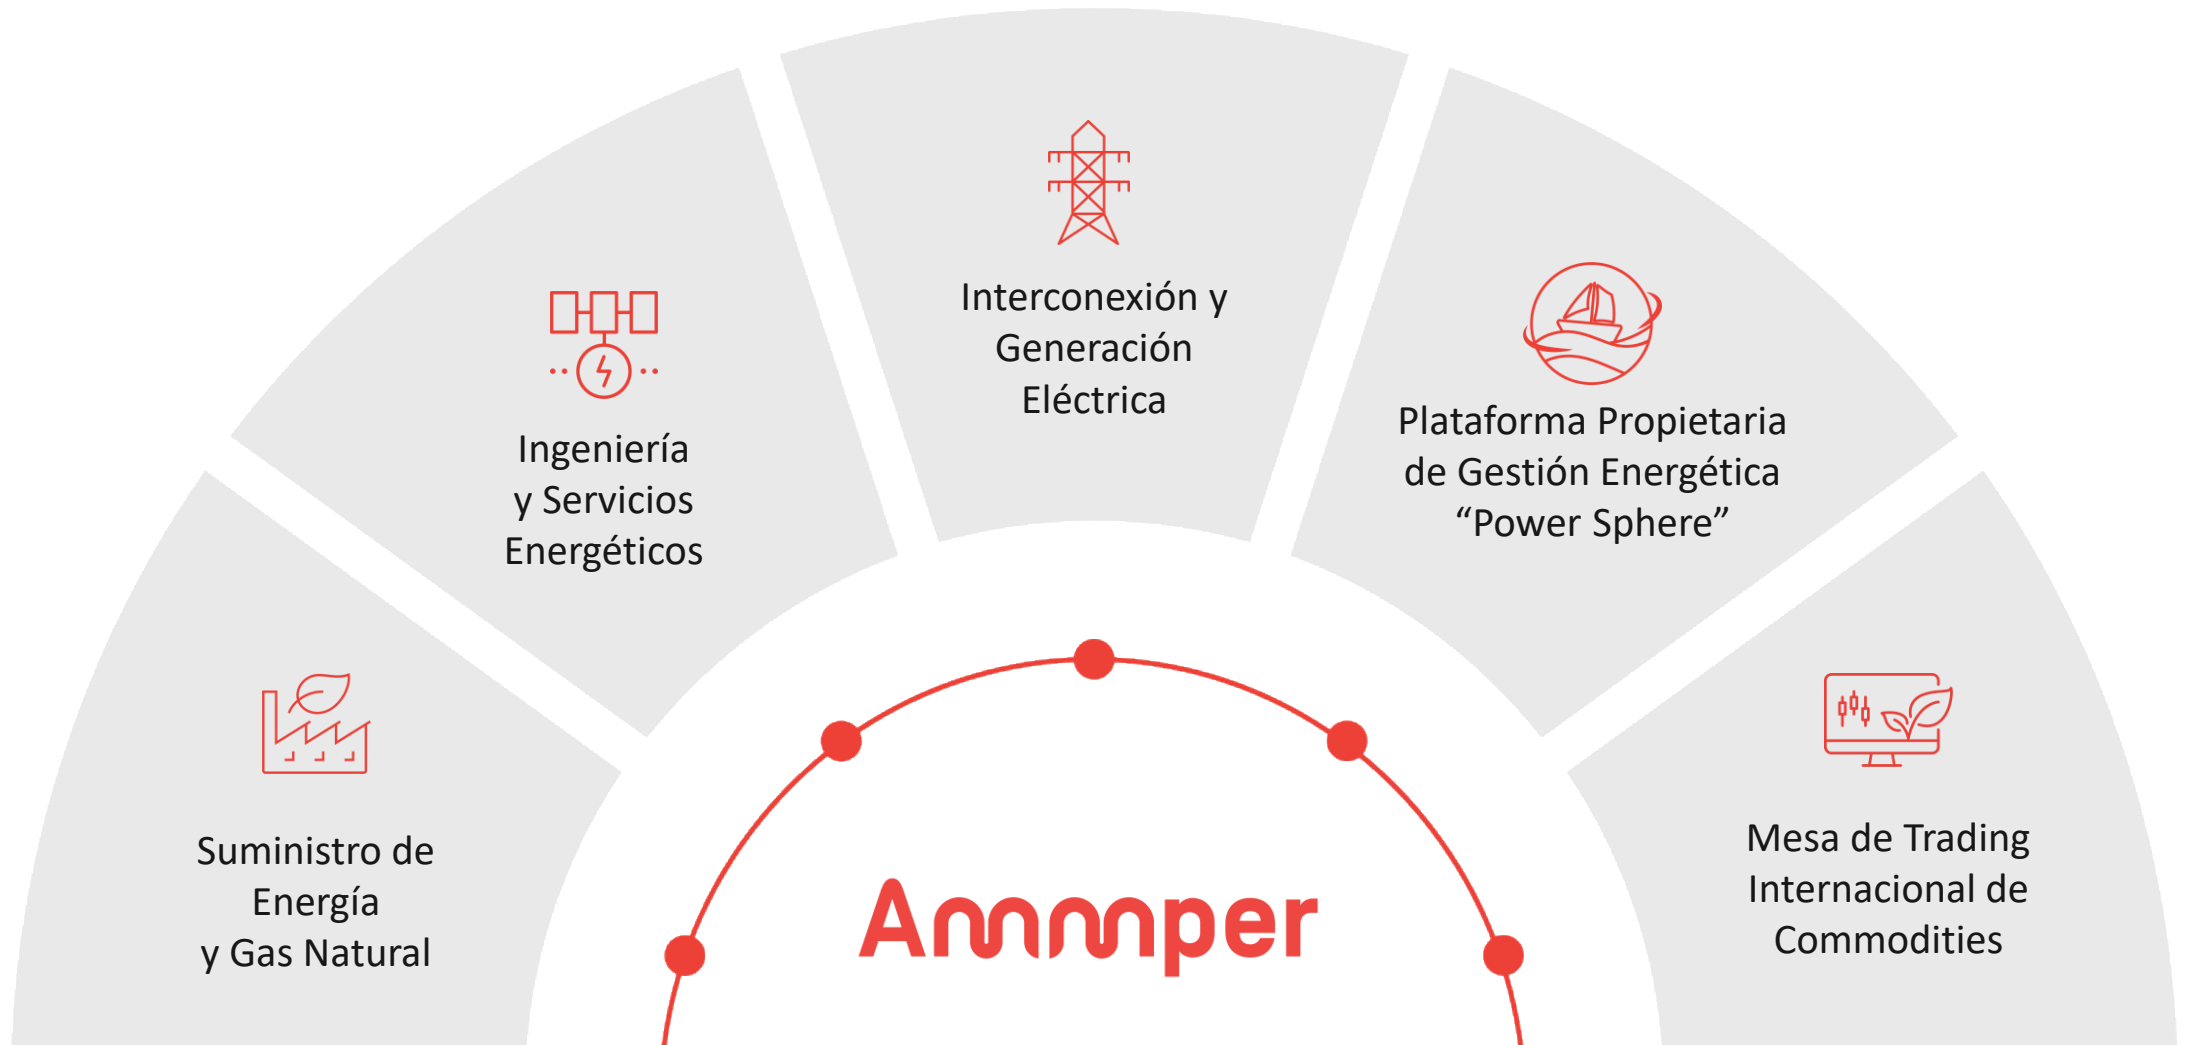 Suministro de
Energía
y Gas Natural
Ingeniería
y Servicios
Energéticos
Interconexión y
Generación
Eléctrica
Plataforma Propietaria
de Gestión Energética
“Power Sphere”
Mesa de Trading
Internacional de
Commodities
Ammper